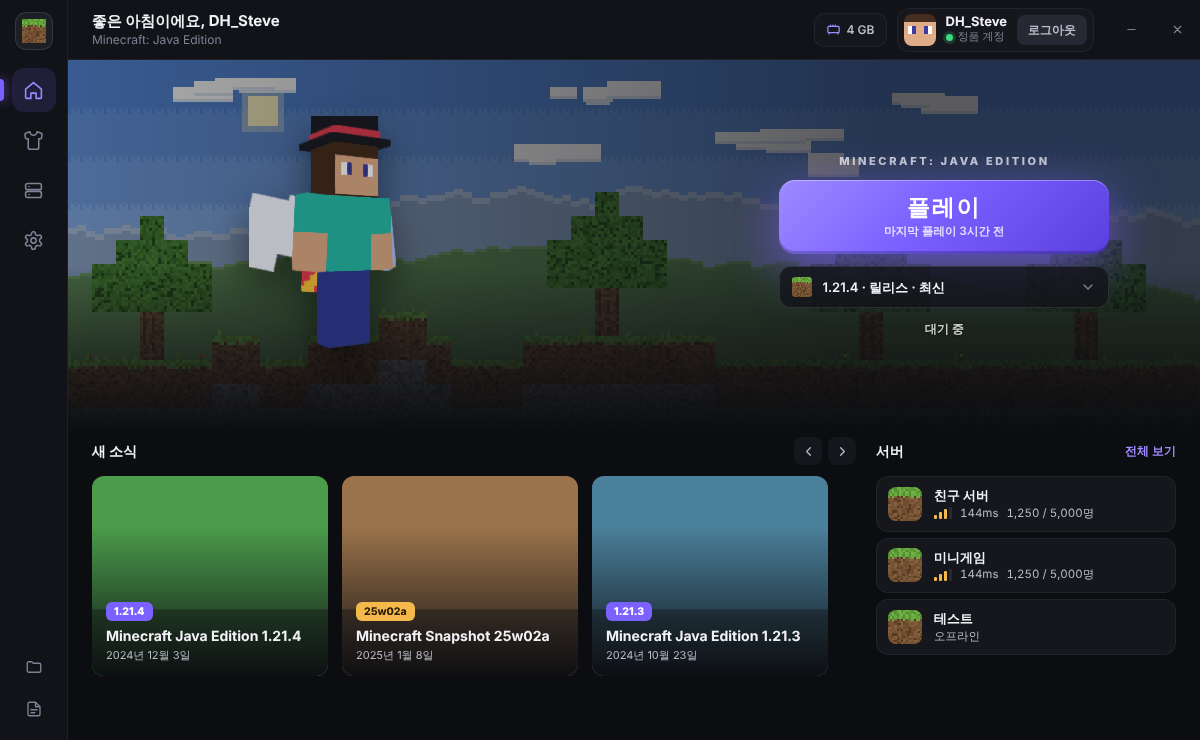 좋은 아침이에요, DH_Steve
Minecraft: Java Edition
4 GB
DH_Steve
정품 계정
로그아웃
MINECRAFT: JAVA EDITION
플레이
마지막 플레이 3시간 전
1.21.4 · 릴리스 · 최신
대기 중
새 소식
1.21.4
Minecraft Java Edition 1.21.4
2024년 12월 3일
25w02a
Minecraft Snapshot 25w02a
2025년 1월 8일
1.21.3
Minecraft Java Edition 1.21.3
2024년 10월 23일
서버
전체 보기
친구 서버
144ms 1,250 / 5,000명
미니게임
144ms 1,250 / 5,000명
테스트
오프라인